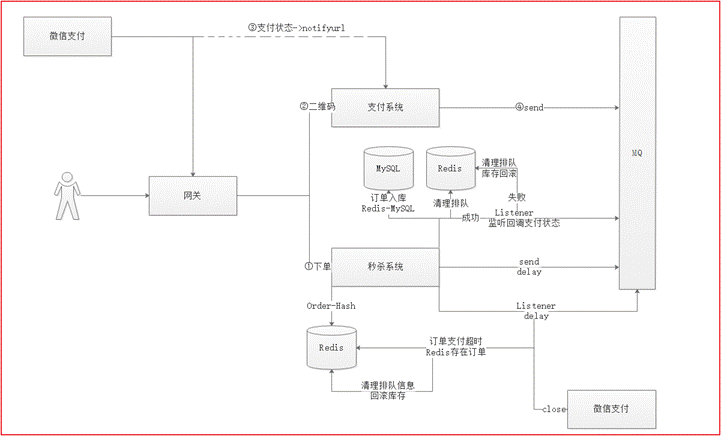 ③支付状态->notifyurl
微信支付
②二维码
支付系统
④send
MySQL
Redis
清理排队
库存回滚
MQ
网关
订单入库
Redis-MySQL
清理排队
失败
成功
Listener
监听回调支付状态
①下单
秒杀系统
send
delay
Order-Hash
Listener
delay
Redis
订单支付超时
Redis存在订单
清理排队信息
回滚库存
close
微信支付